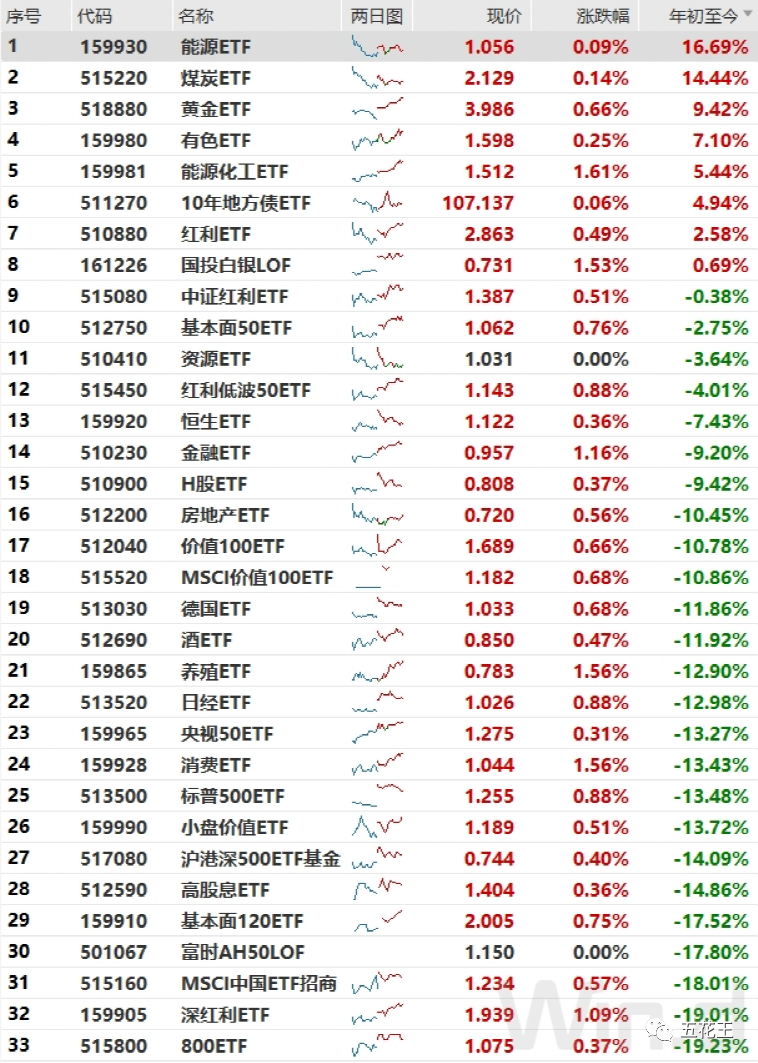 序号 代码 名称 两日图 现价 涨跌幅 年初至今
1 159930 能源ETF 1.056 0.09% 16.69%
2 515220 煤炭ETF 2.129 0.14% 14.44%
3 518880 黄金ETF 3.986 0.66% 9.42%
4 159980 有色ETF 1.598 0.25% 7.10%
5 159981 能源化工ETF 1.512 1.61% 5.44%
6 511270 10年地方债ETF 107.137 0.06% 4.94%
7 510880 红利ETF 2.863 0.49% 2.58%
8 161226 国投白银LOF 0.731 1.53% 0.69%
9 515080 中证红利ETF 1.387 0.51% -0.38%
10 512750 基本面50ETF 1.062 0.76% -2.75%
11 510410 资源ETF 1.031 0.00% -3.64%
12 515450 红利低波50ETF 1.143 0.88% -4.01%
13 159920 恒生ETF 1.122 0.36% -7.43%
14 510230 金融ETF 0.957 1.16% -9.20%
15 510900 H股ETF 0.808 0.37% -9.42%
16 512200 房地产ETF 0.720 0.56% -10.45%
17 512040 价值100ETF 1.689 0.66% -10.78%
18 515520 MSCI价值100ETF 1.182 0.68% -10.86%
19 513030 德国ETF 1.033 0.68% -11.86%
20 512690 酒ETF 0.850 0.47% -11.92%
21 159865 养殖ETF 0.783 1.56% -12.90%
22 513520 日经ETF 1.026 0.88% -12.98%
23 159965 央视50ETF 1.275 0.31% -13.27%
24 159928 消费ETF 1.044 1.56% -13.43%
25 513500 标普500ETF 1.255 0.88% -13.48%
26 159990 小盘价值ETF 1.189 0.51% -13.72%
27 517080 沪港深500ETF基金 0.744 0.40% -14.09%
28 512590 高股息ETF 1.404 0.36% -14.86%
29 159910 基本面120ETF 2.005 0.75% -17.52%
30 501067 富时AH50LOF 1.150 0.00% -17.80%
31 515160 MSCI中国ETF招商 1.234 0.57% -18.01%
32 159905 深红利ETF 1.939 1.09% -19.01%
33 515800 800ETF 1.075 0.37% -19.23%
Win.d
五花王